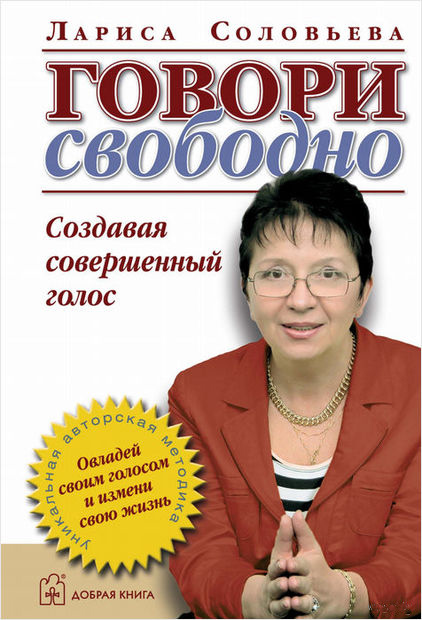 ЛАРИСА СОЛОВЬЕВА
ГОВОРИ
свободно
Создавая
совершенный
голос
уникальная авторская методика
Овладей
своим голосом
и измени
свою жизнь
ДОБРАЯ КНИГА